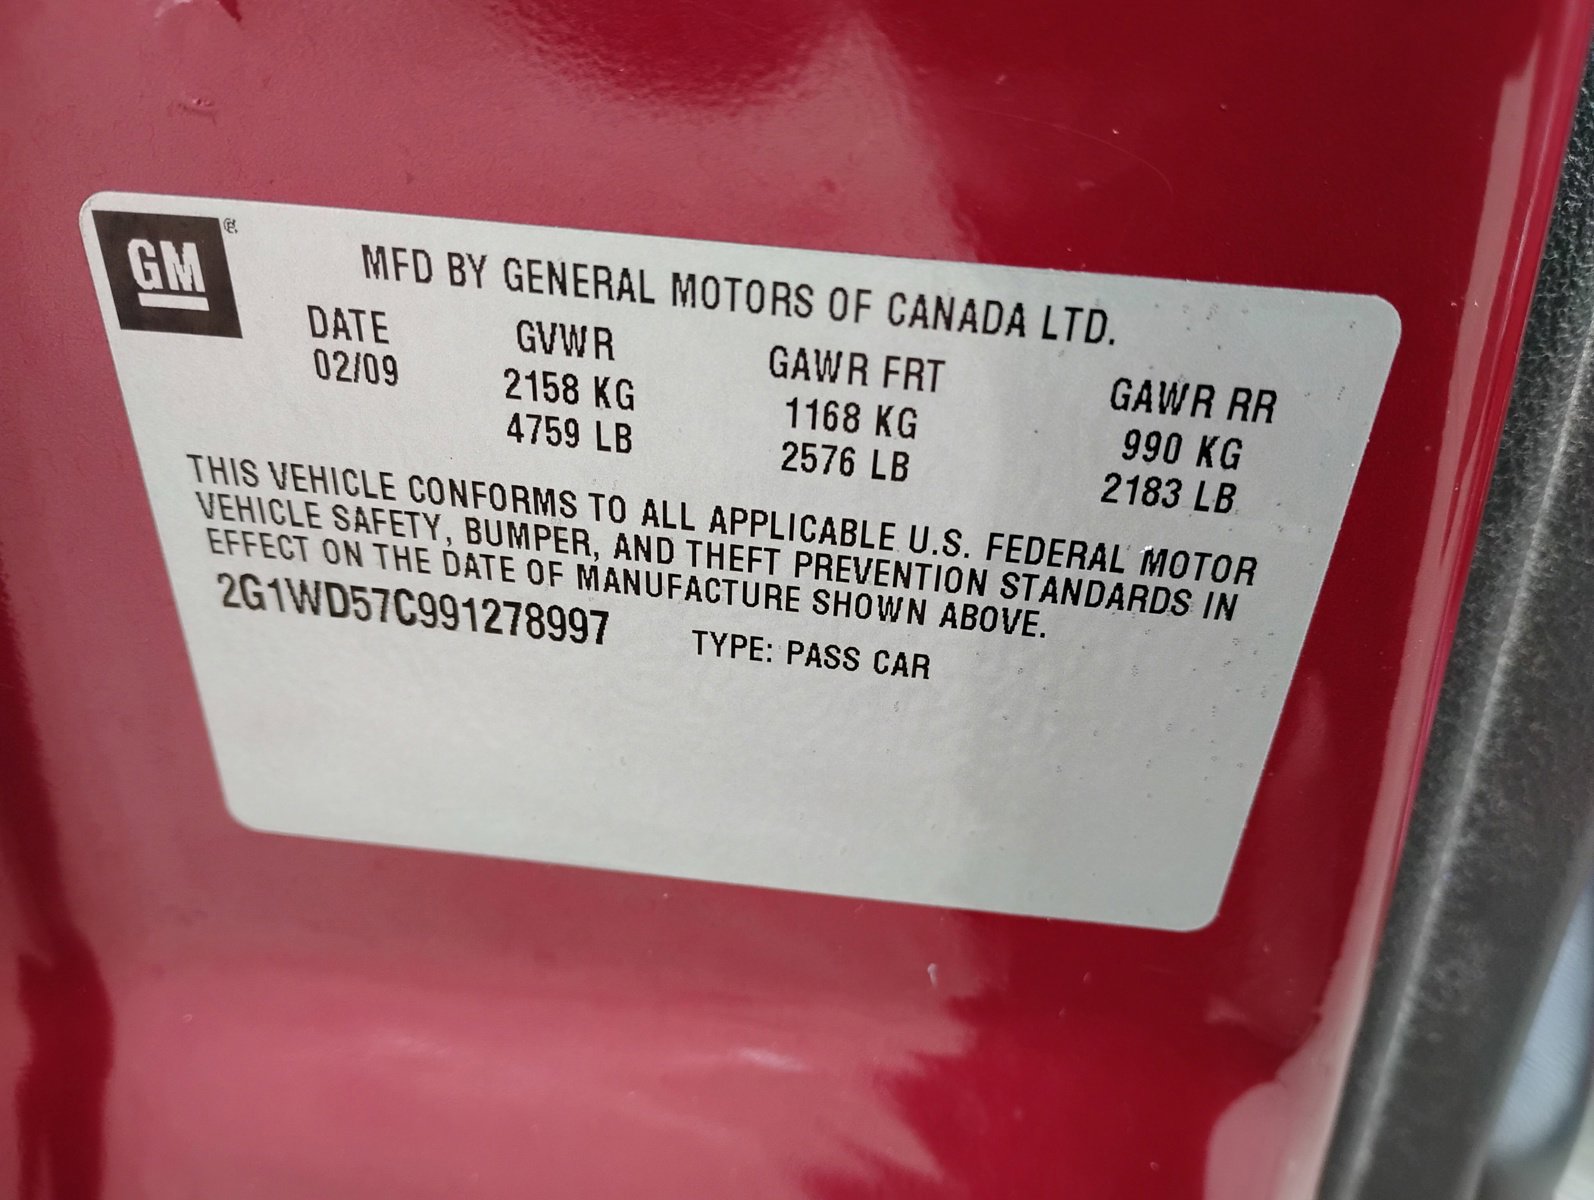 GM ®
MFD BY GENERAL MOTORS OF CANADA LTD.
DATE GVWR GAWR FRT GAWR RR
02/09 2158 KG 1168 KG 990 KG
4759 LB 2576 LB 2183 LB
THIS VEHICLE CONFORMS TO ALL APPLICABLE U.S. FEDERAL MOTOR
VEHICLE SAFETY, BUMPER, AND THEFT PREVENTION STANDARDS IN
EFFECT ON THE DATE OF MANUFACTURE SHOWN ABOVE.
2G1WD57C991278997 TYPE: PASS CAR